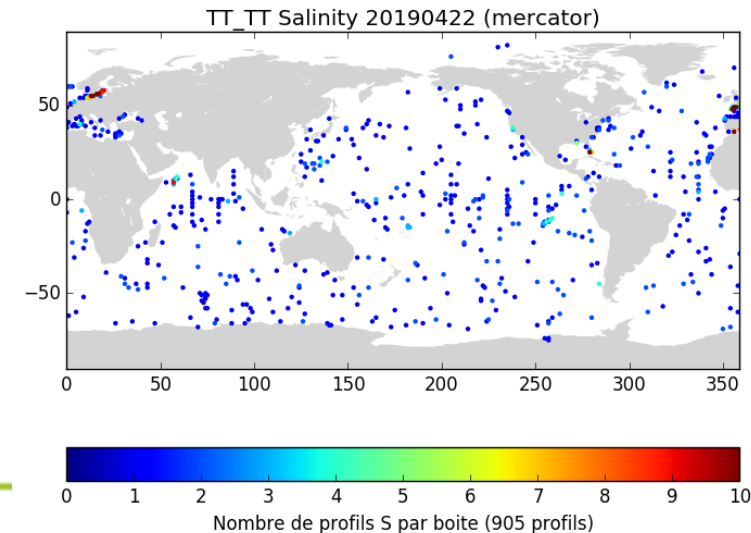 TT_TT Salinity 20190422 (mercator)
50
0
−50
0 50 100 150 200 250 300 350
0 1 2 3 4 5 6 7 8 9 10
Nombre de profils S par boite (905 profils)